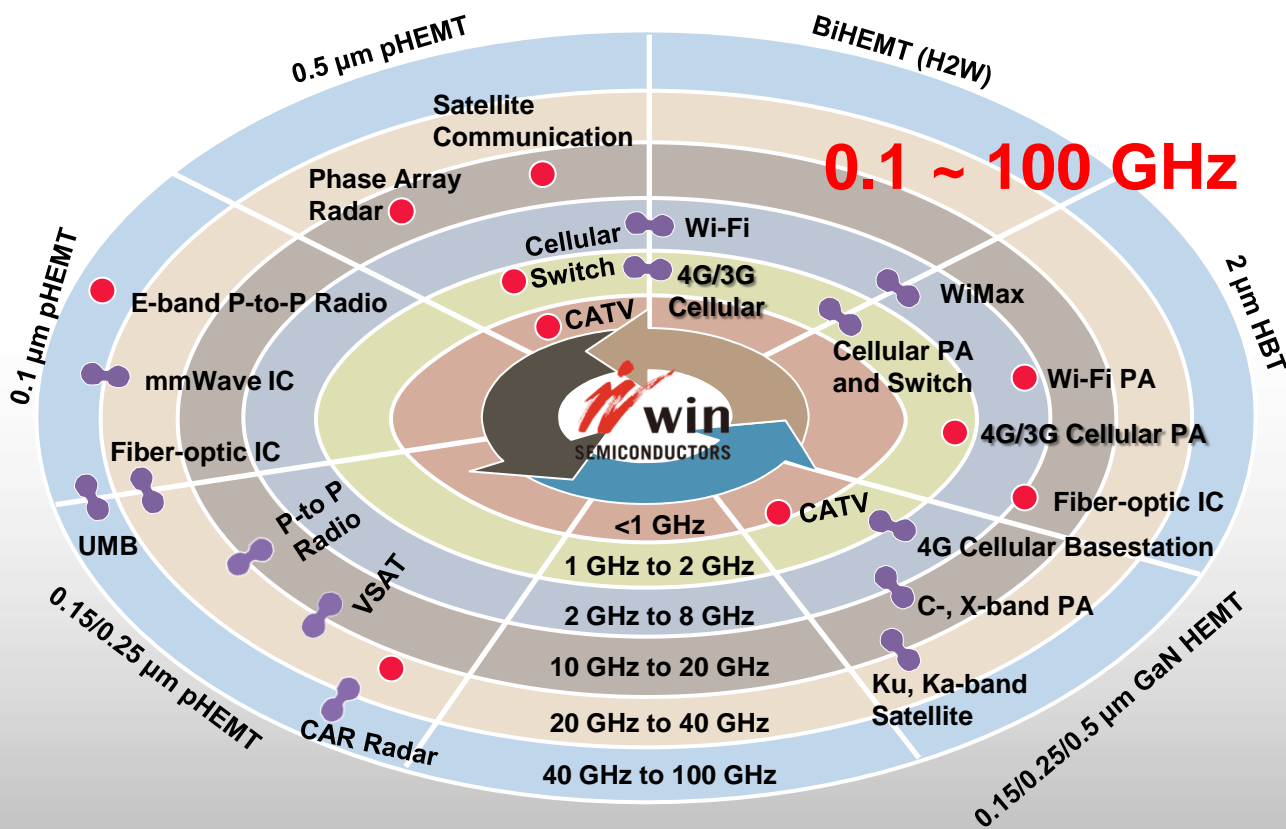 0.5 µm pHEMT
BiHEMT (H2W)
Satellite
Communication
0.1 ~ 100 GHz
Phase Array
Radar
Cellular
Switch
Wi-Fi
4G/3G
Cellular
0.1 µm pHEMT
2 µm HBT
E-band P-to-P Radio
WiMax
CATV
mmWave IC
Cellular PA
and Switch
Wi-Fi PA
win
SEMICONDUCTORS
4G/3G Cellular PA
Fiber-optic IC
Fiber-optic IC
CATV
<1 GHz
UMB
P-to P
Radio
4G Cellular Basestation
1 GHz to 2 GHz
VSAT
2 GHz to 8 GHz
C-, X-band PA
0.15/0.25 µm pHEMT
10 GHz to 20 GHz
Ku, Ka-band
Satellite
0.15/0.25/0.5 µm GaN HEMT
CAR Radar
20 GHz to 40 GHz
40 GHz to 100 GHz